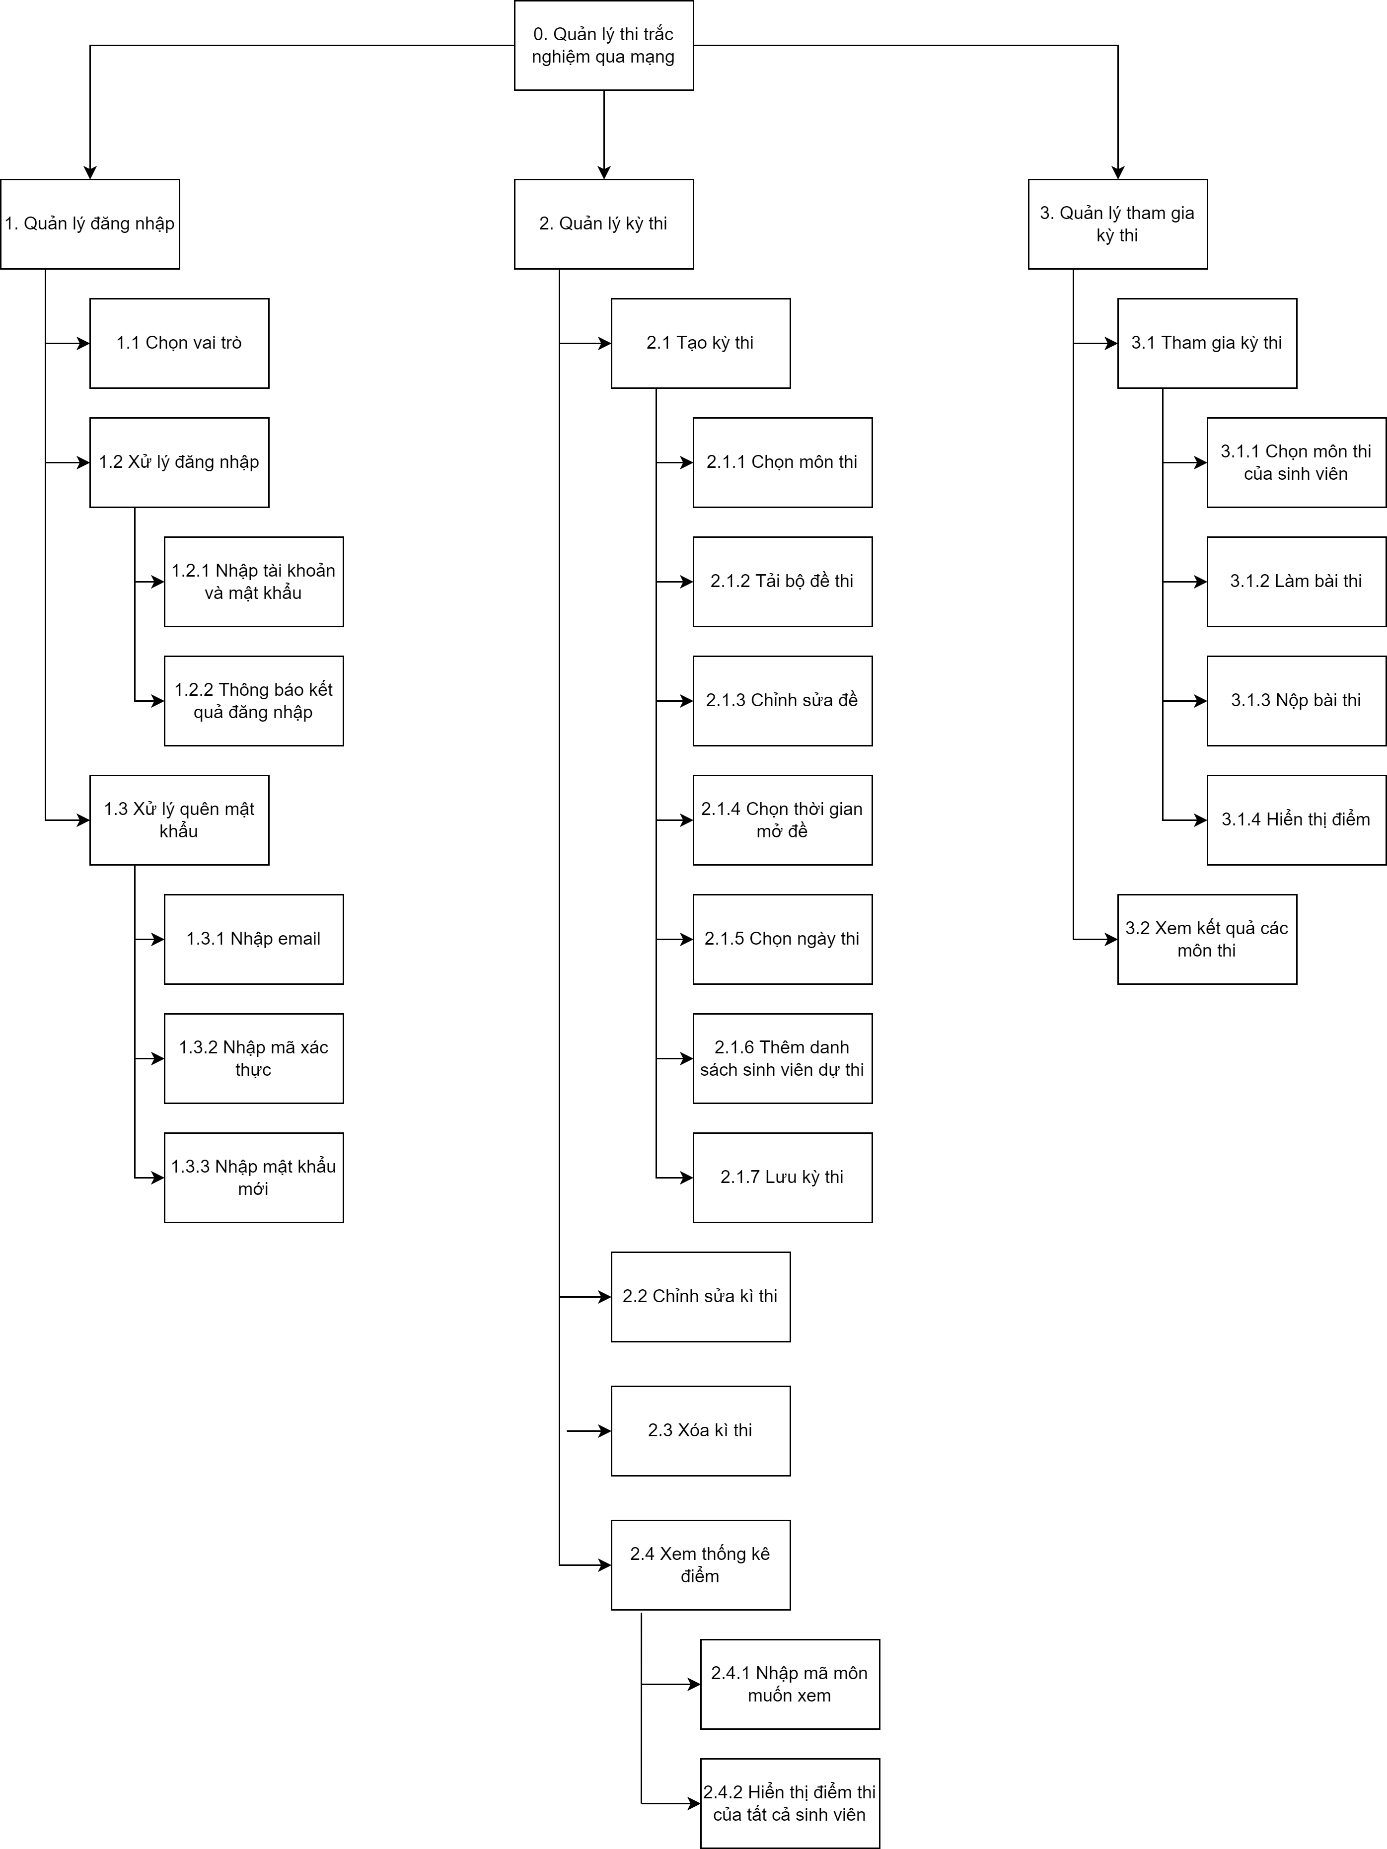 0. Quản lý thi trắc
nghiệm qua mạng
1. Quản lý đăng nhập
1.1 Chọn vai trò
1.2 Xử lý đăng nhập
1.2.1 Nhập tài khoản
và mật khẩu
1.2.2 Thông báo kết
quả đăng nhập
1.3 Xử lý quên mật
khẩu
1.3.1 Nhập email
1.3.2 Nhập mã xác
thực
1.3.3 Nhập mật khẩu
mới
2. Quản lý kỳ thi
2.1 Tạo kỳ thi
2.1.1 Chọn môn thi
2.1.2 Tải bộ đề thi
2.1.3 Chỉnh sửa đề
2.1.4 Chọn thời gian
mở đề
2.1.5 Chọn ngày thi
2.1.6 Thêm danh
sách sinh viên dự thi
2.1.7 Lưu kỳ thi
2.2 Chỉnh sửa kì thi
2.3 Xóa kì thi
2.4 Xem thống kê
điểm
2.4.1 Nhập mã môn
muốn xem
2.4.2 Hiển thị điểm thi
của tất cả sinh viên
3. Quản lý tham gia
kỳ thi
3.1 Tham gia kỳ thi
3.1.1 Chọn môn thi
của sinh viên
3.1.2 Làm bài thi
3.1.3 Nộp bài thi
3.1.4 Hiển thị điểm
3.2 Xem kết quả các
môn thi